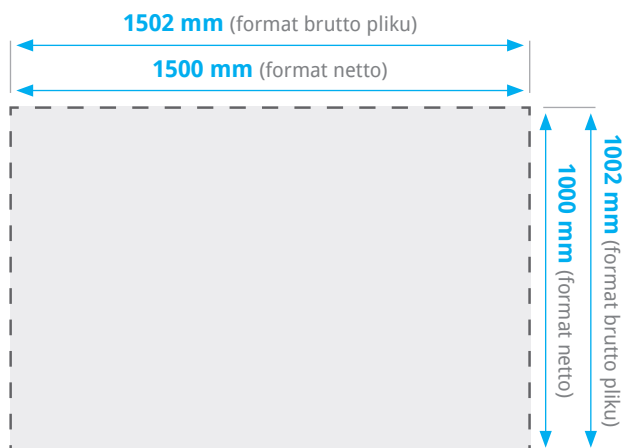 1502 mm (format brutto pliku)
1500 mm (format netto)
1002 mm (format brutto pliku)
1000 mm (format netto)